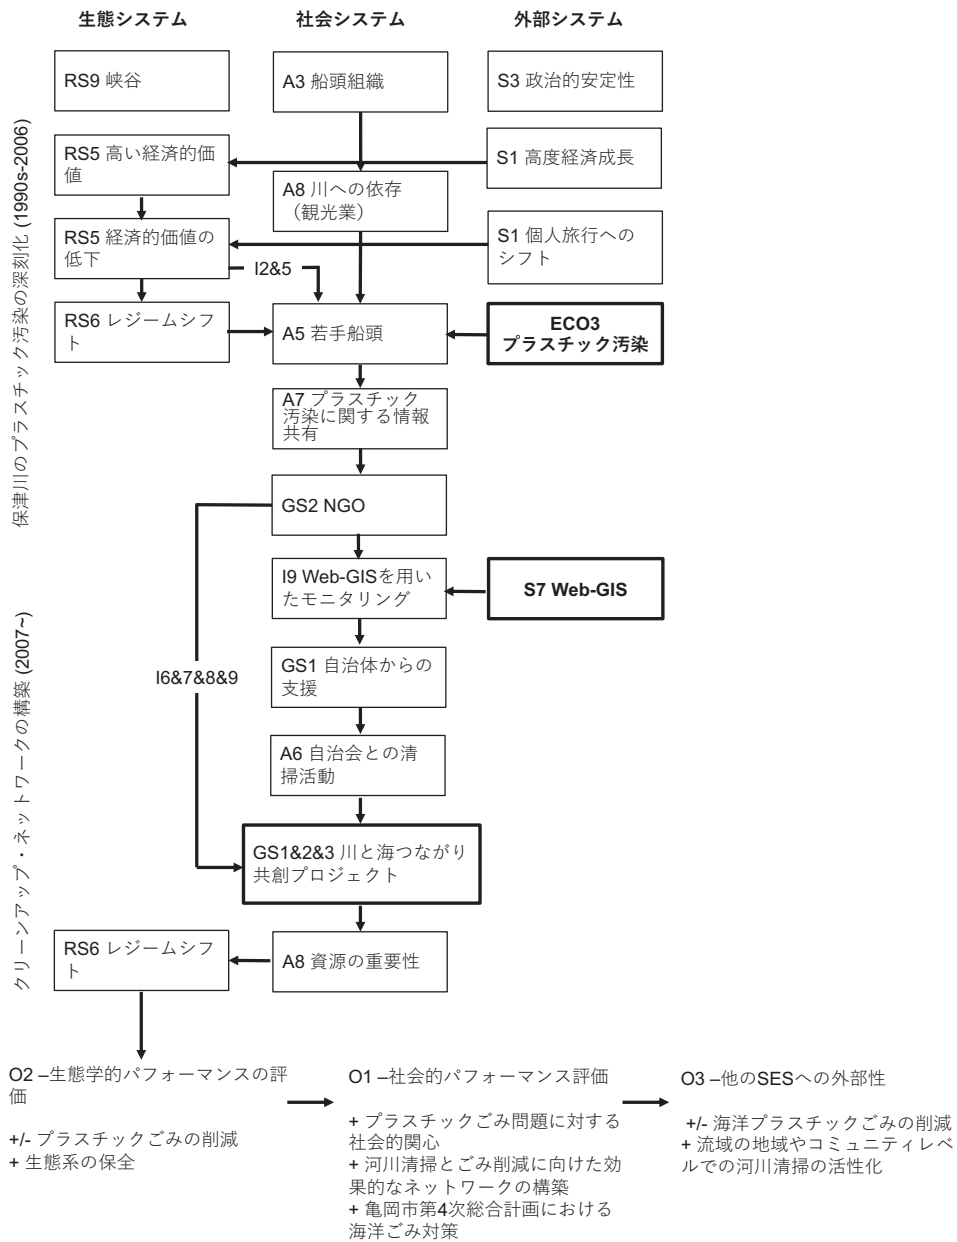 生態システム
社会システム
外部システム
保津川のプラスチック汚染の深刻化 (1990s-2006)
クリーンアップ・ネットワークの構築 (2007~)
RS9 峡谷
A3 船頭組織
S3 政治的安定性
RS5 高い経済的価
値
S1 高度経済成長
A8 川への依存
（観光業）
RS5 経済的価値の
低下
S1 個人旅行への
シフト
I2&5
RS6 レジームシフ
ト
A5 若手船頭
ECO3
プラスチック汚染
A7 プラスチック
汚染に関する情報
共有
GS2 NGO
I9 Web-GISを用い
たモニタリング
S7 Web-GIS
GS1 自治体からの
支援
I6&7&8&9
A6 自治会との清
掃活動
GS1&2&3 川と海つながり
共創プロジェクト
RS6 レジームシフ
ト
A8 資源の重要性
O2 –生態学的パフォーマンスの評
価
+/- プラスチックごみの削減
+ 生態系の保全
O1 –社会的パフォーマンス評価
+ プラスチックごみ問題に対する
社会的関心
+ 河川清掃とごみ削減に向けた効
果的なネットワークの構築
+ 亀岡市第4次総合計画における
海洋ごみ対策
O3 –他のSESへの外部性
+/- 海洋プラスチックごみの削減
+ 流域の地域やコミュニティレベ
ルでの河川清掃の活性化